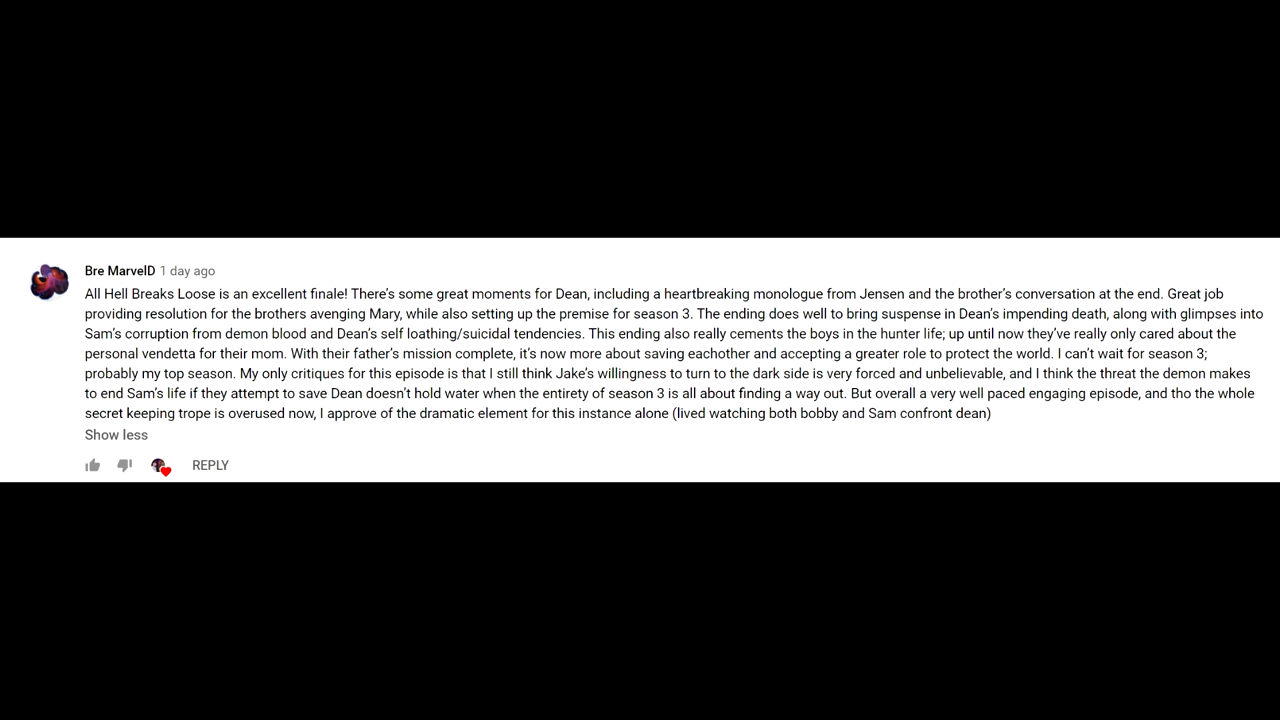 Bre MarvelD 1 day ago
All Hell Breaks Loose is an excellent finale! There's some great moments for Dean, including a heartbreaking monologue from Jensen and the brother's conversation at the end. Great job
providing resolution for the brothers avenging Mary, while also setting up the premise for season 3. The ending does well to bring suspense in Dean's impending death, along with glimpses into
Sam's corruption from demon blood and Dean's self loathing/suicidal tendencies. This ending also really cements the boys in the hunter life; up until now they've really only cared about the
personal vendetta for their mom. With their father's mission complete, it's now more about saving eachother and accepting a greater role to protect the world. I can't wait for season 3;
probably my top season. My only critiques for this episode is that I still think Jake's willingness to turn to the dark side is very forced and unbelievable, and I think the threat the demon makes
to end Sam's life if they attempt to save Dean doesn't hold water when the entirety of season 3 is all about finding a way out. But overall a very well paced engaging episode, and tho the whole
secret keeping trope is overused now, I approve of the dramatic element for this instance alone (lived watching both bobby and Sam confront dean)
Show less
REPLY